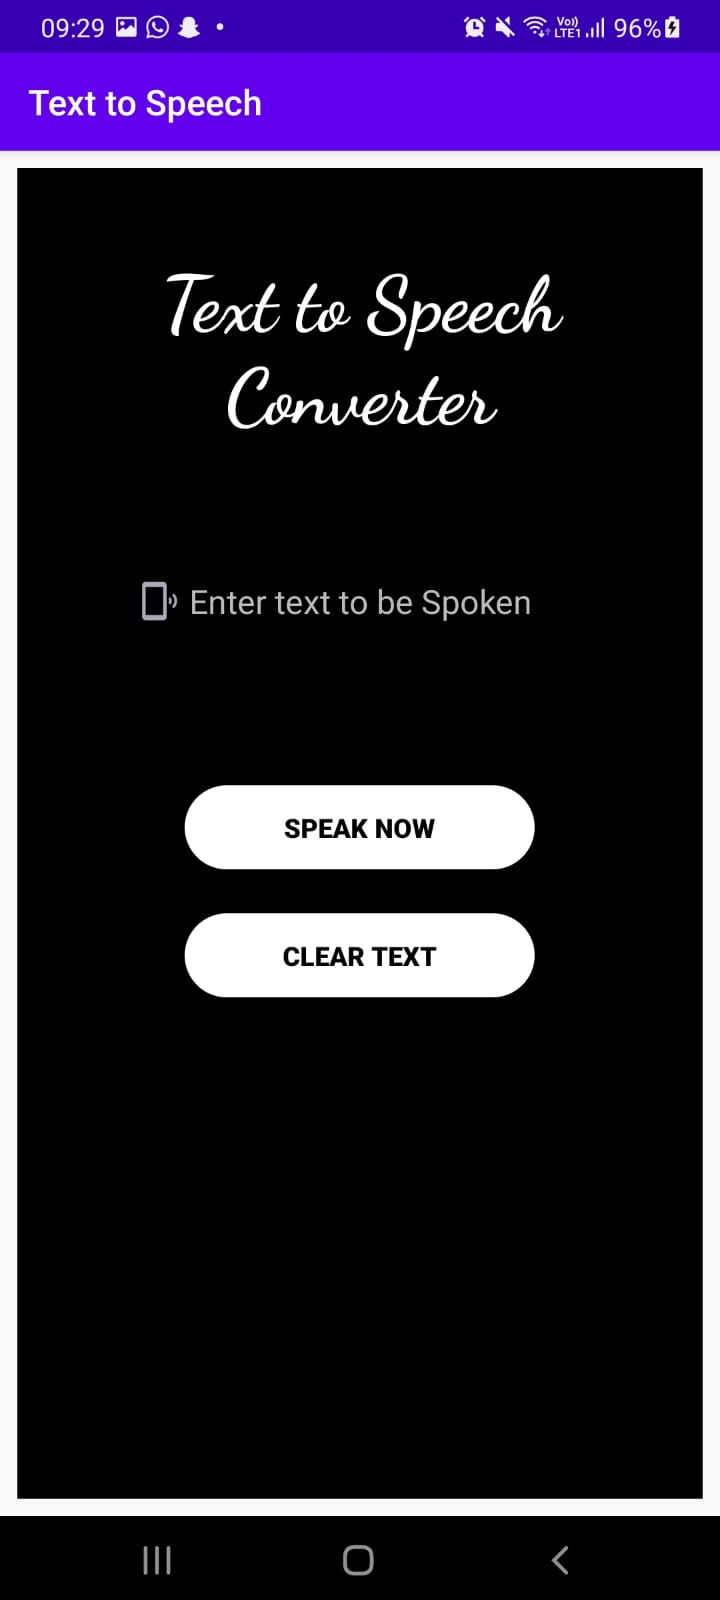 09:29 Vo)) LTE1 96%
Text to Speech
Text to Speech
Converter
Enter text to be Spoken
SPEAK NOW
CLEAR TEXT